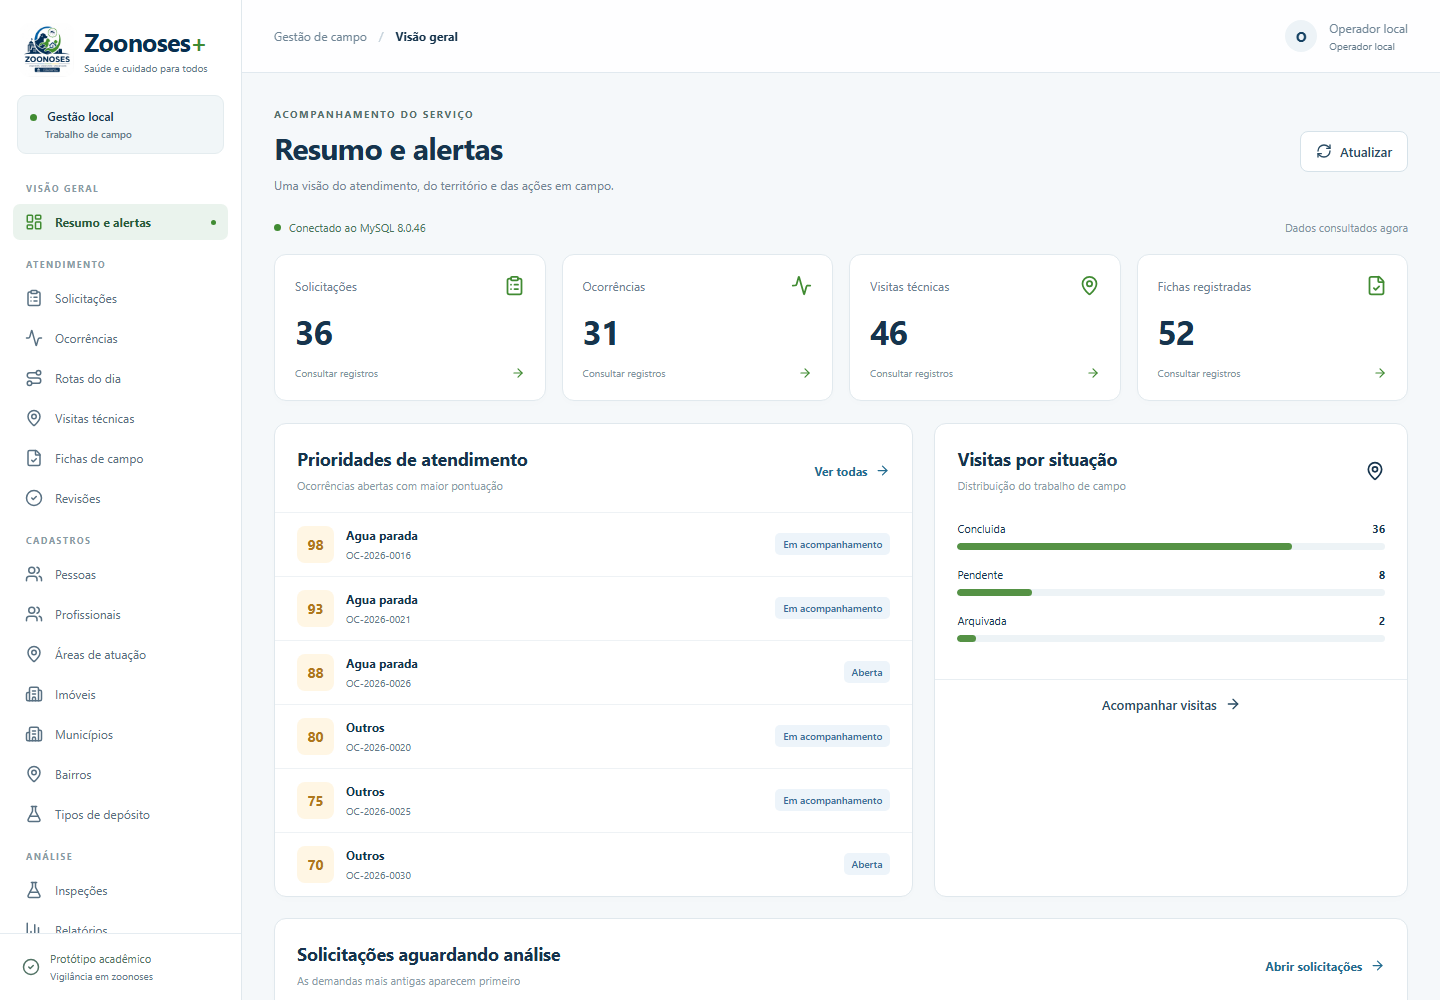 ZOONOSES
Zoonoses+
Saúde e cuidado para todos
Gestão local
Trabalho de campo
VISÃO GERAL
Resumo e alertas
ATENDIMENTO
Solicitações
Ocorrências
Rotas do dia
Visitas técnicas
Fichas de campo
Revisões
CADASTROS
Pessoas
Profissionais
Áreas de atuação
Imóveis
Municípios
Bairros
Tipos de depósito
ANÁLISE
Inspeções
Relatórios
Protótipo acadêmico
Vigilância em zoonoses
Gestão de campo / Visão geral
O
Operador local
Operador local
ACOMPANHAMENTO DO SERVIÇO
Resumo e alertas
Uma visão do atendimento, do território e das ações em campo.
Atualizar
Conectado ao MySQL 8.0.46
Dados consultados agora
Solicitações
36
Consultar registros
Ocorrências
31
Consultar registros
Visitas técnicas
46
Consultar registros
Fichas registradas
52
Consultar registros
Prioridades de atendimento
Ocorrências abertas com maior pontuação
Ver todas
98
Agua parada
OC-2026-0016
Em acompanhamento
93
Agua parada
OC-2026-0021
Em acompanhamento
88
Agua parada
OC-2026-0026
Aberta
80
Outros
OC-2026-0020
Em acompanhamento
75
Outros
OC-2026-0025
Em acompanhamento
70
Outros
OC-2026-0030
Aberta
Visitas por situação
Distribuição do trabalho de campo
Concluida 36
Pendente 8
Arquivada 2
Acompanhar visitas
Solicitações aguardando análise
As demandas mais antigas aparecem primeiro
Abrir solicitações